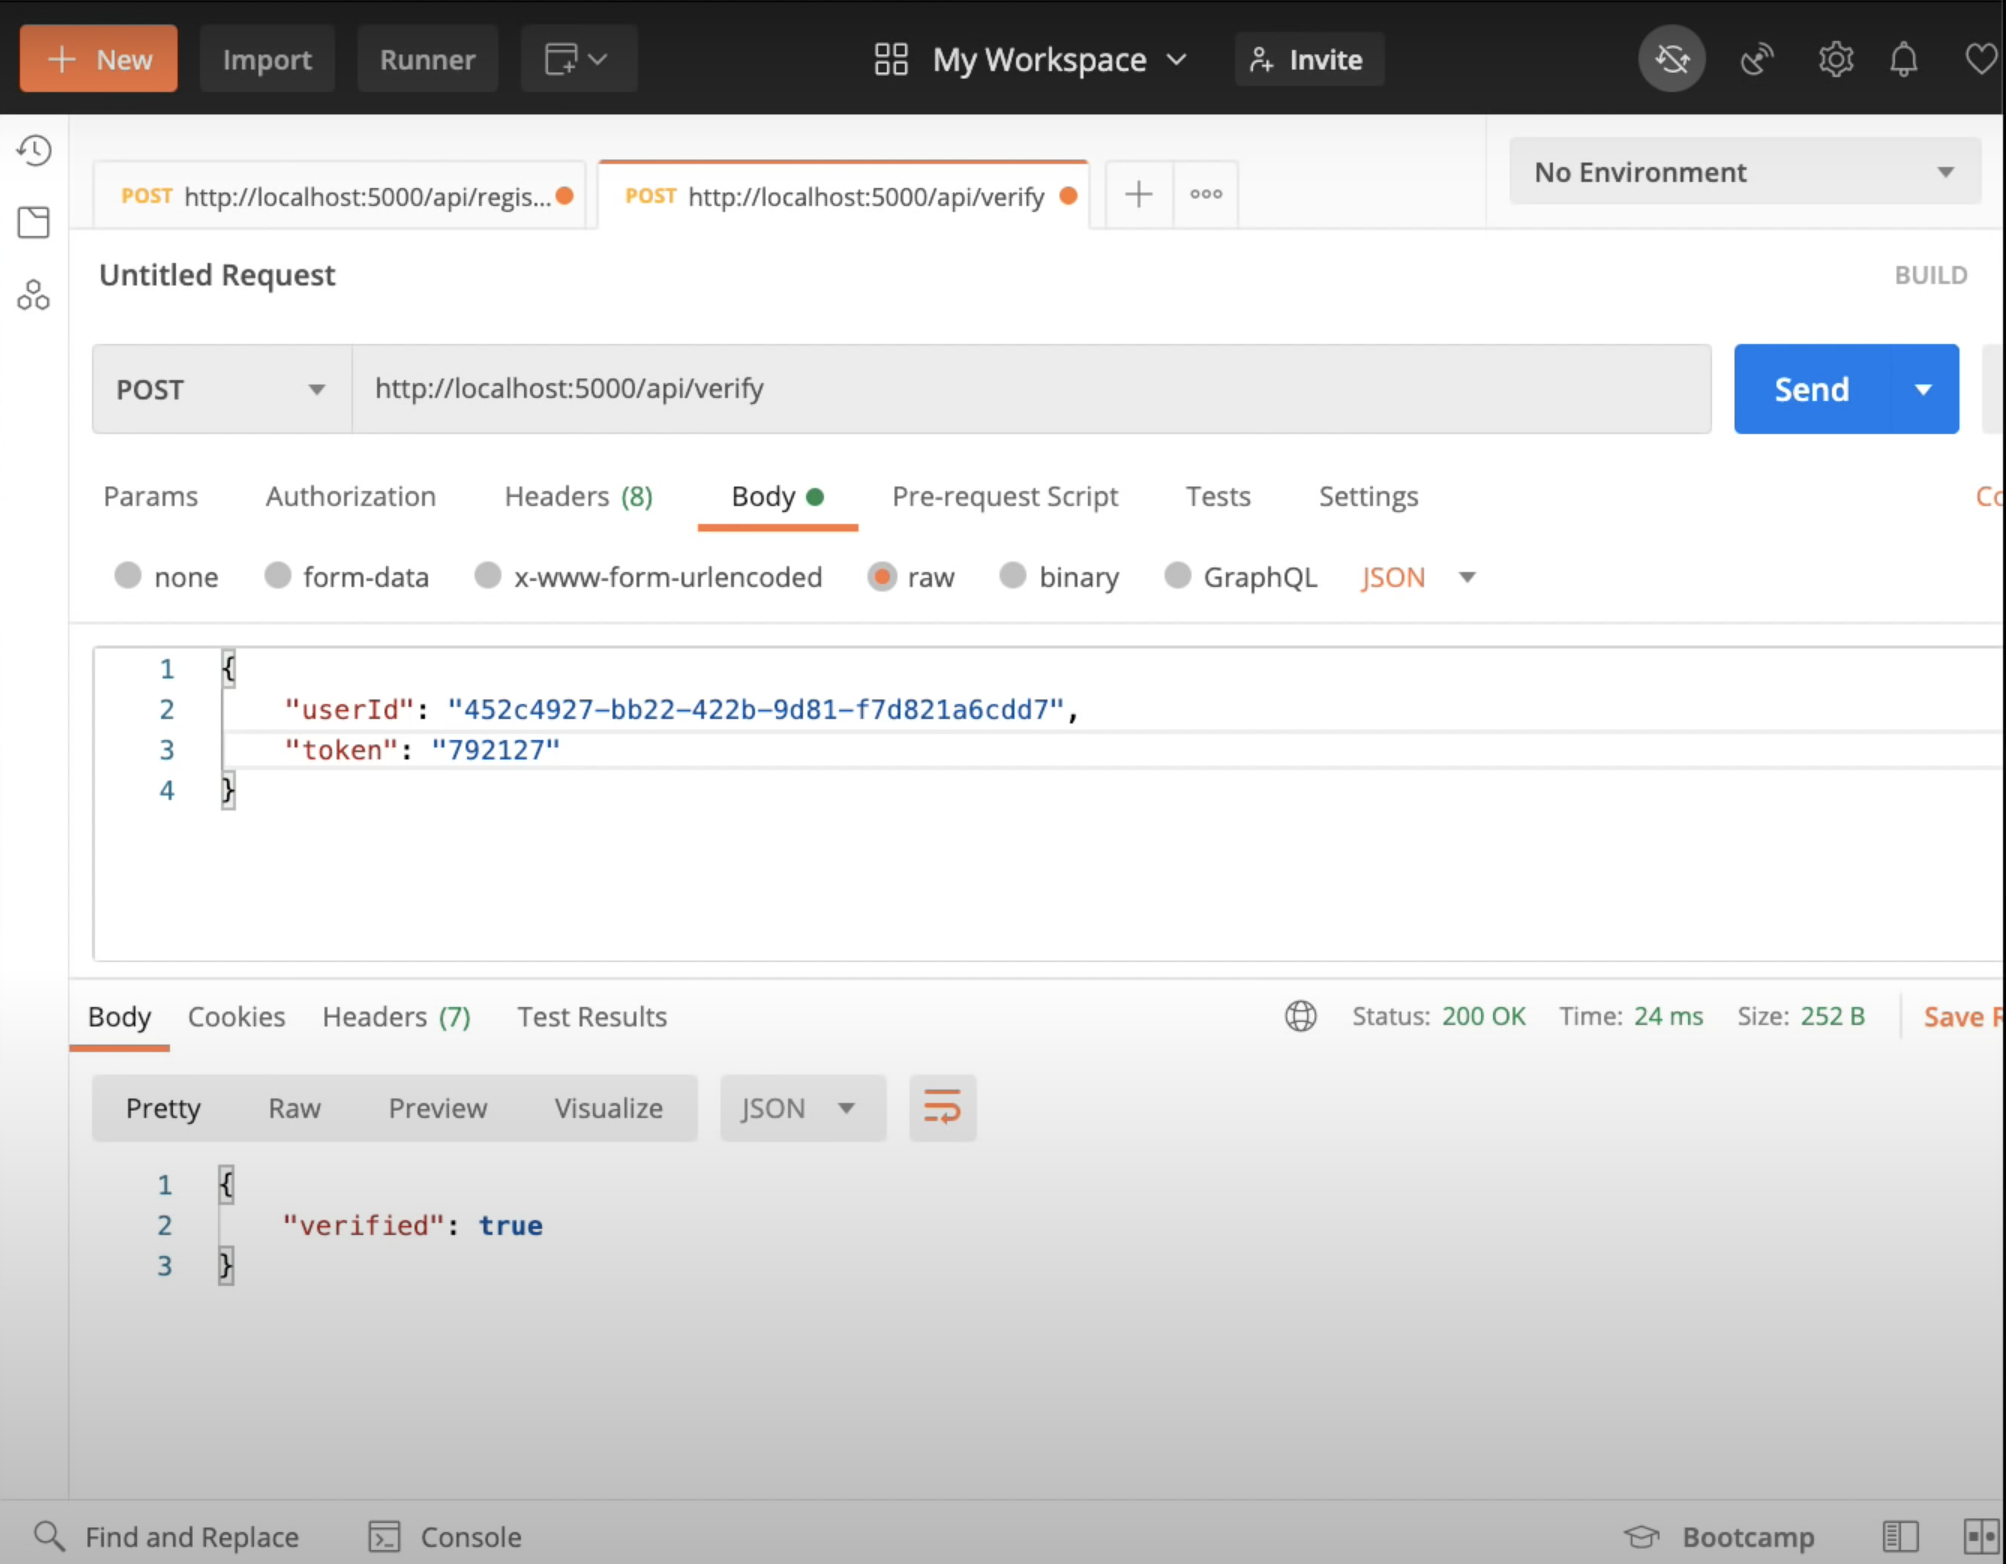 New Import Runner My Workspace Invite
POST http://localhost:5000/api/regis... POST http://localhost:5000/api/verify No Environment
Untitled Request BUILD
POST http://localhost:5000/api/verify Send
Params Authorization Headers (8) Body Pre-request Script Tests Settings
none form-data x-www-form-urlencoded raw binary GraphQL JSON
1 {
2 "userId": "452c4927-bb22-422b-9d81-f7d821a6cdd7",
3 "token": "792127"
4 }
Body Cookies Headers (7) Test Results Status: 200 OK Time: 24 ms Size: 252 B Save
Pretty Raw Preview Visualize JSON
1 {
2 "verified": true
3 }
Find and Replace Console Bootcamp